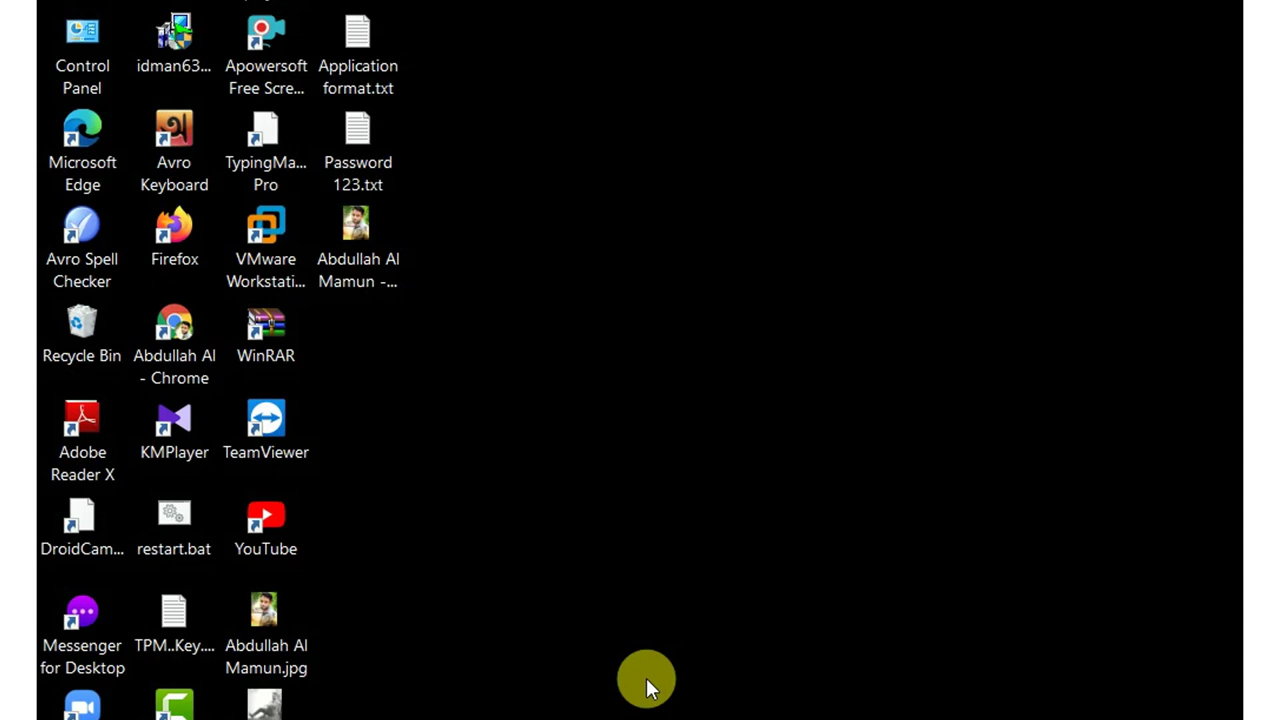 Control
Panel
idman63...
Apowersoft
Free Scre...
Application
format.txt
Microsoft
Edge
Avro
Keyboard
TypingMa...
Pro
Password
123.txt
Avro Spell
Checker
Firefox
VMware
Workstati...
Abdullah Al
Mamun -...
Recycle Bin
Abdullah Al
- Chrome
WinRAR
Adobe
Reader X
KMPlayer
TeamViewer
DroidCam...
restart.bat
YouTube
Messenger
for Desktop
TPM..Key....
Abdullah Al
Mamun.jpg